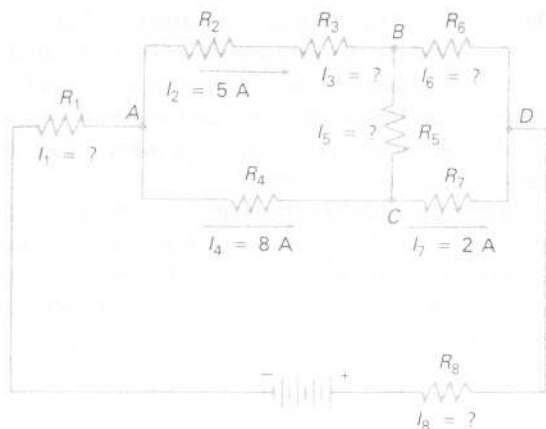 R2 R3 B R6
I2 = 5 A I3 = ? I6 = ?
R1 A D
I1 = ? I5 = ? R5
R4 R7
C
I4 = 8 A I7 = 2 A
− +
R8
I8 = ?